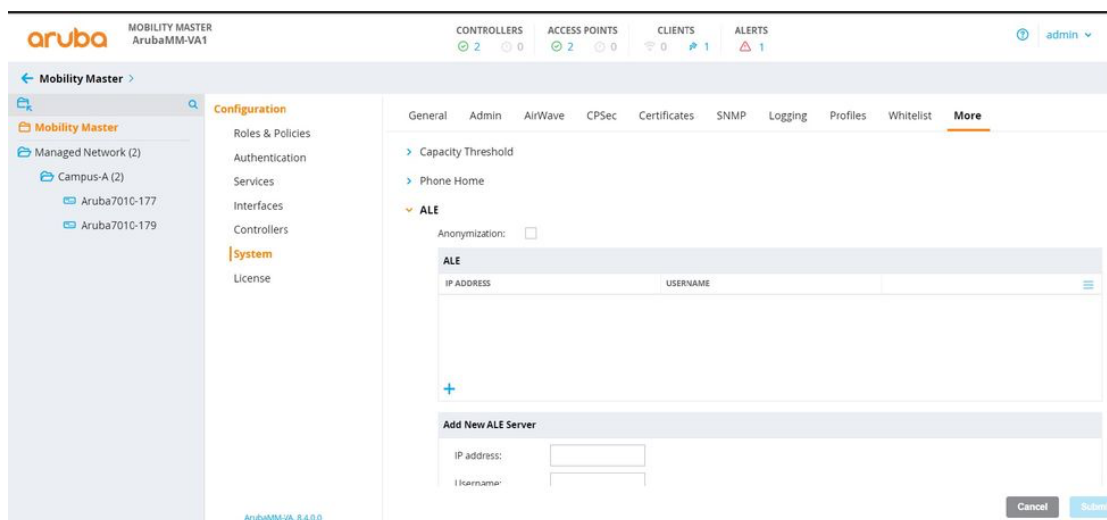 aruba
MOBILITY MASTER
ArubaMM-VA1
CONTROLLERS
2 0
ACCESS POINTS
2 0
CLIENTS
0 1
ALERTS
1
admin
Mobility Master >
Mobility Master
Managed Network (2)
Campus-A (2)
Aruba7010-177
Aruba7010-179
Configuration
Roles & Policies
Authentication
Services
Interfaces
Controllers
System
License
ArubaMM-VA, 8.4.0.0
General Admin AirWave CPSec Certificates SNMP Logging Profiles Whitelist More
Capacity Threshold
Phone Home
ALE
Anonymization:
ALE
IP ADDRESS USERNAME
+
Add New ALE Server
IP address:
Username:
Cancel Subm